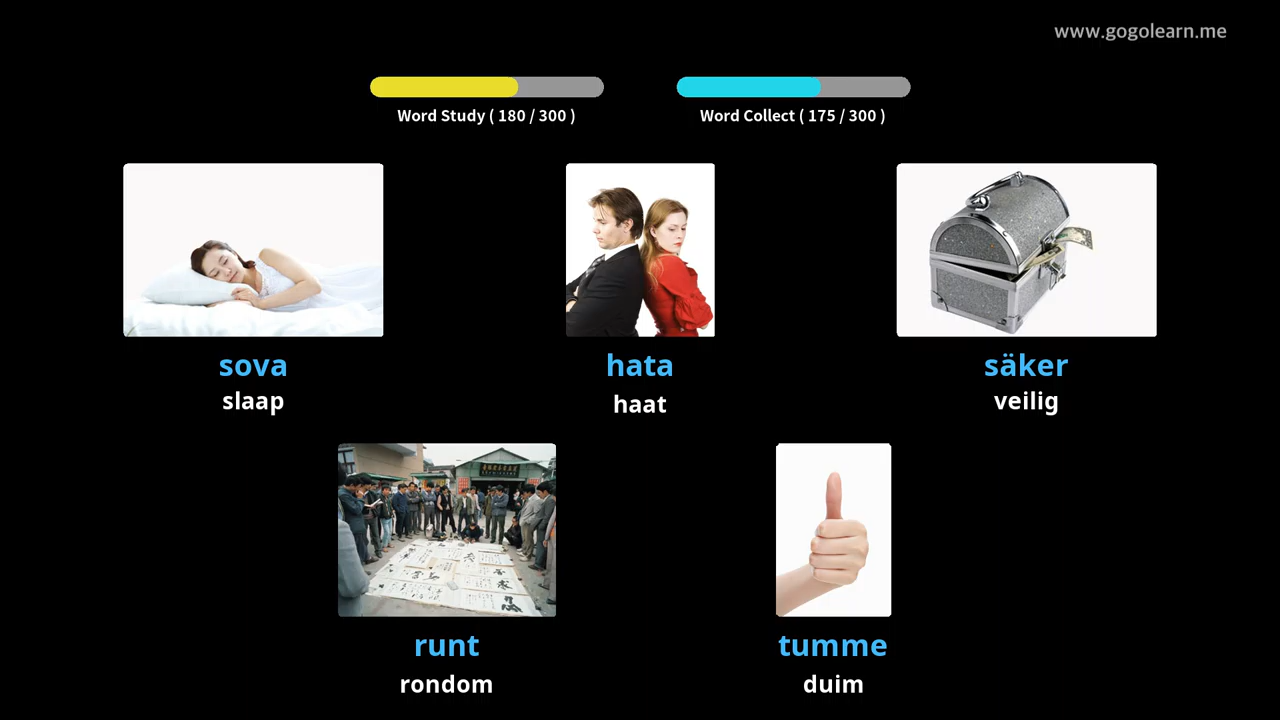 www.gogolearn.me
Word Study ( 180 / 300 )
Word Collect ( 175 / 300 )
sova
hata
säker
slaap
haat
veilig
runt
tumme
rondom
duim